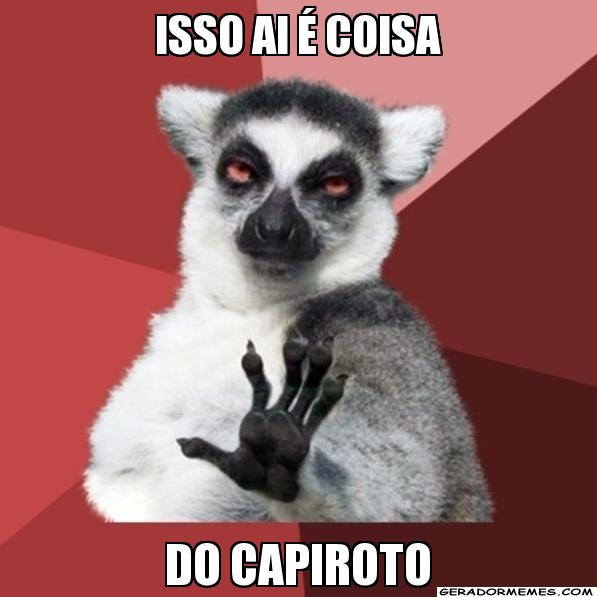 ISSO AI É COISA
DO CAPIROTO
GERADORMEMES.COM